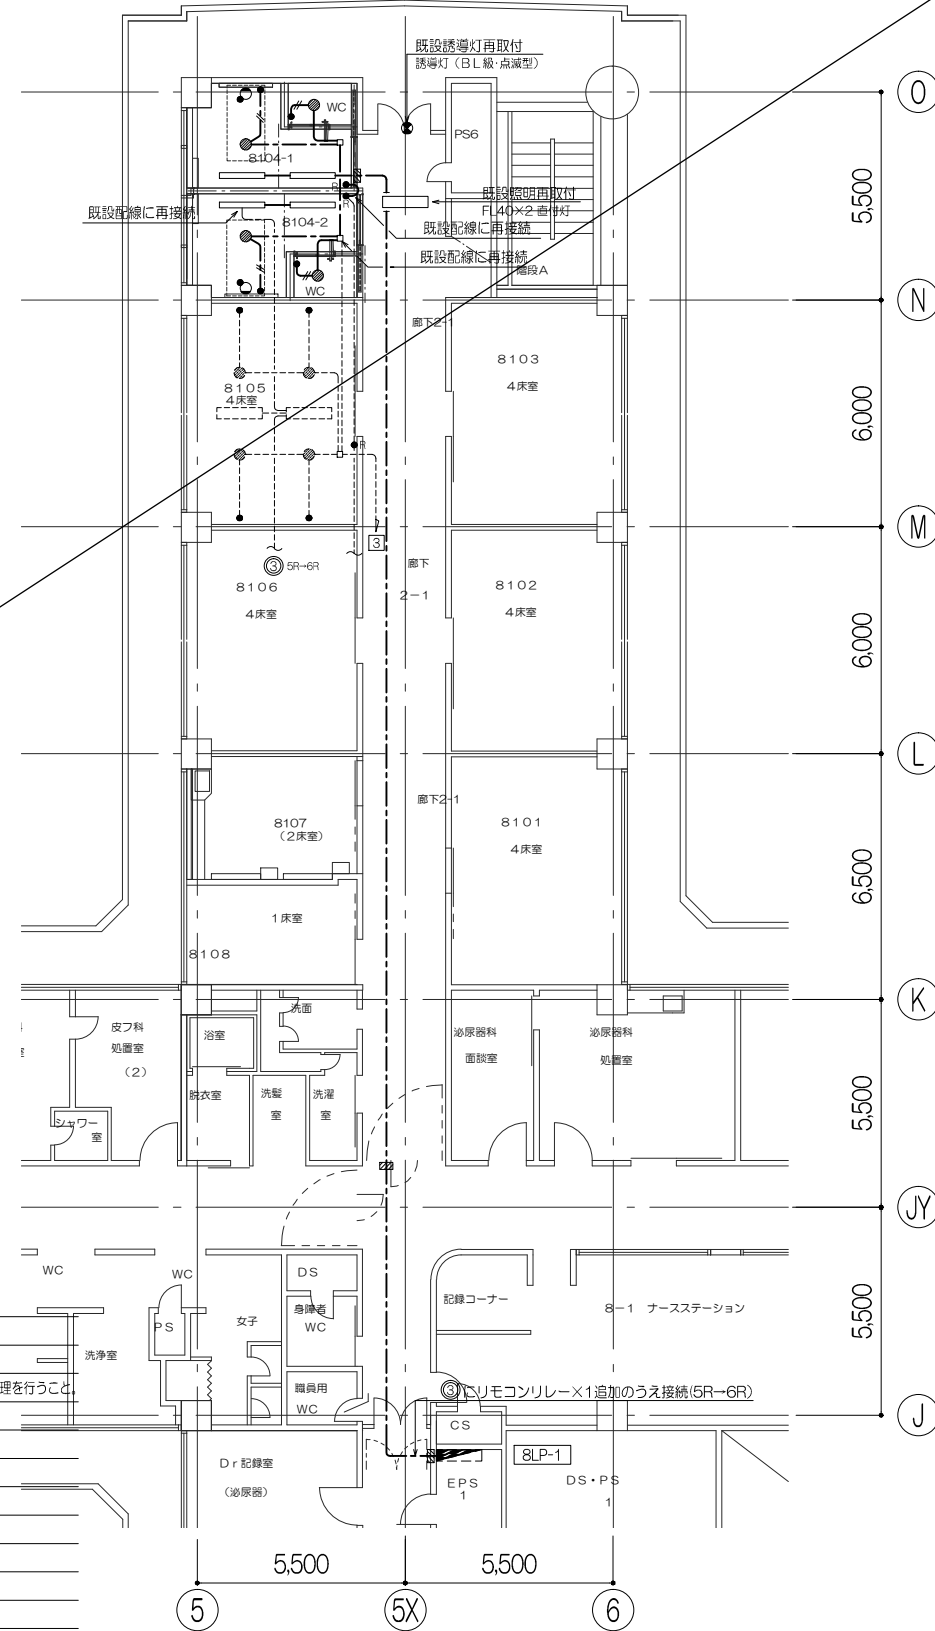 既設誘導灯再取付
誘導灯（BL級・点滅型）
O
WC
PS6
8104-1
R
既設照明再取付
FL40×2 直付灯
5,500
既設配線に再接続
8104-2
R
既設配線に再接続
既設配線に再接続
階段A
WC
N
廊下2-1
8103
4床室
8105
4床室
6,000
R
M
3
3 5R→6R
廊下
2-1
8106
4床室
8102
4床室
6,000
L
廊下2-1
8107
(2床室)
8101
4床室
6,500
1床室
8108
K
皮フ科
処置室
(2)
浴室
洗面
泌尿器科
面談室
泌尿器科
処置室
脱衣室
洗髪
室
洗濯
室
シャワー
室
5,500
JY
WC
WC
DS
身障者
WC
記録コーナー
8-1 ナースステーション
PS
女子
洗浄室
5,500
理を行うこと。
職員用
WC
3 にリモコンリレー×1追加のうえ接続(5R→6R)
J
CS
8LP-1
Dr記録室
(泌尿器)
EPS
1
DS・PS
1
5,500
5,500
5
5X
6